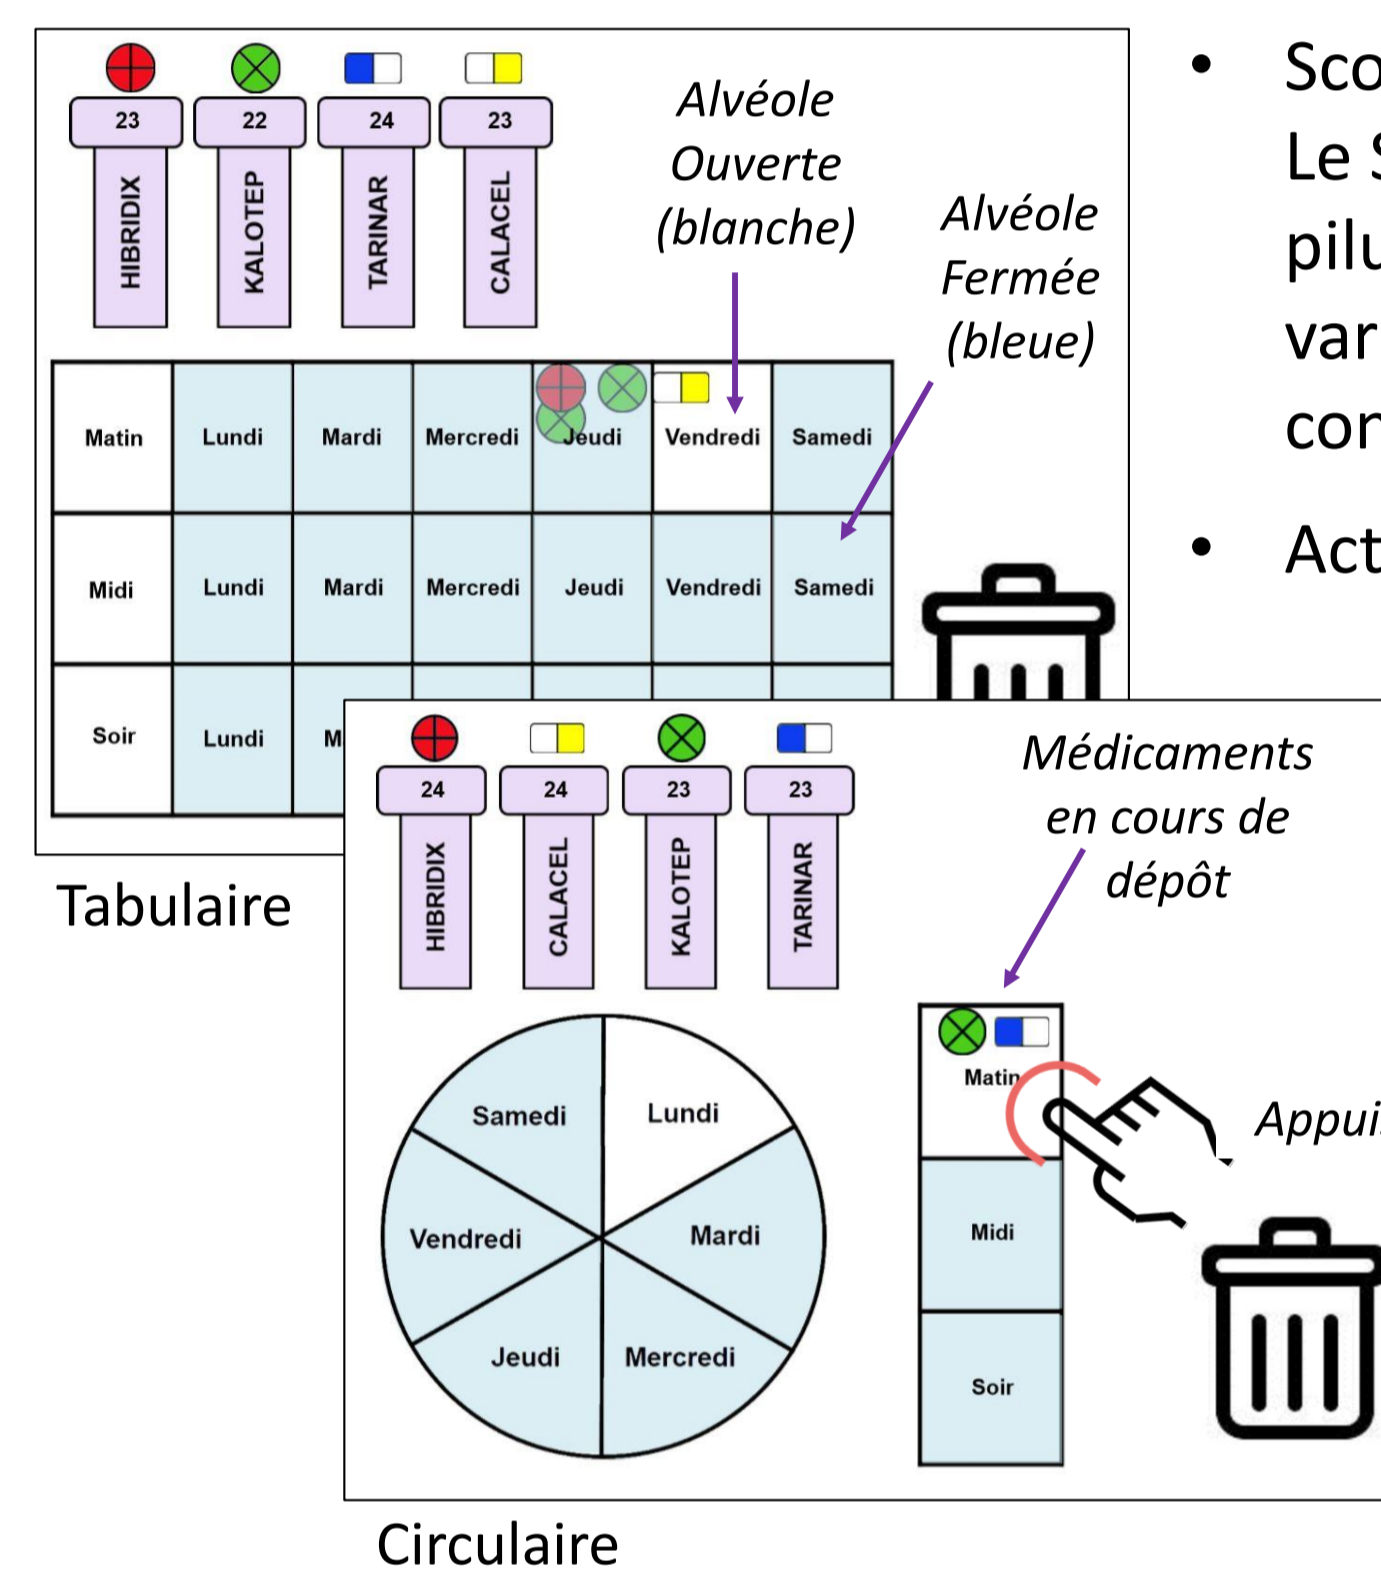 23 22 24 23
HIBRIDIX KALOTEP TARINAR CALACEL
Alvéole
Ouverte
(blanche)
Alvéole
Fermée
(bleue)
Matin Lundi Mardi Mercredi Jeudi Vendredi Samedi
Midi Lundi Mardi Mercredi Jeudi Vendredi Samedi
Soir Lundi M
Tabulaire
24 24 23 23
HIBRIDIX CALACEL KALOTEP TARINAR
Médicaments
en cours de
dépôt
Samedi Lundi
Vendredi Mardi
Jeudi Mercredi
Matin
Midi
Soir
Appui
Circulaire
• Sco
Le S
pilu
var
con
• Act